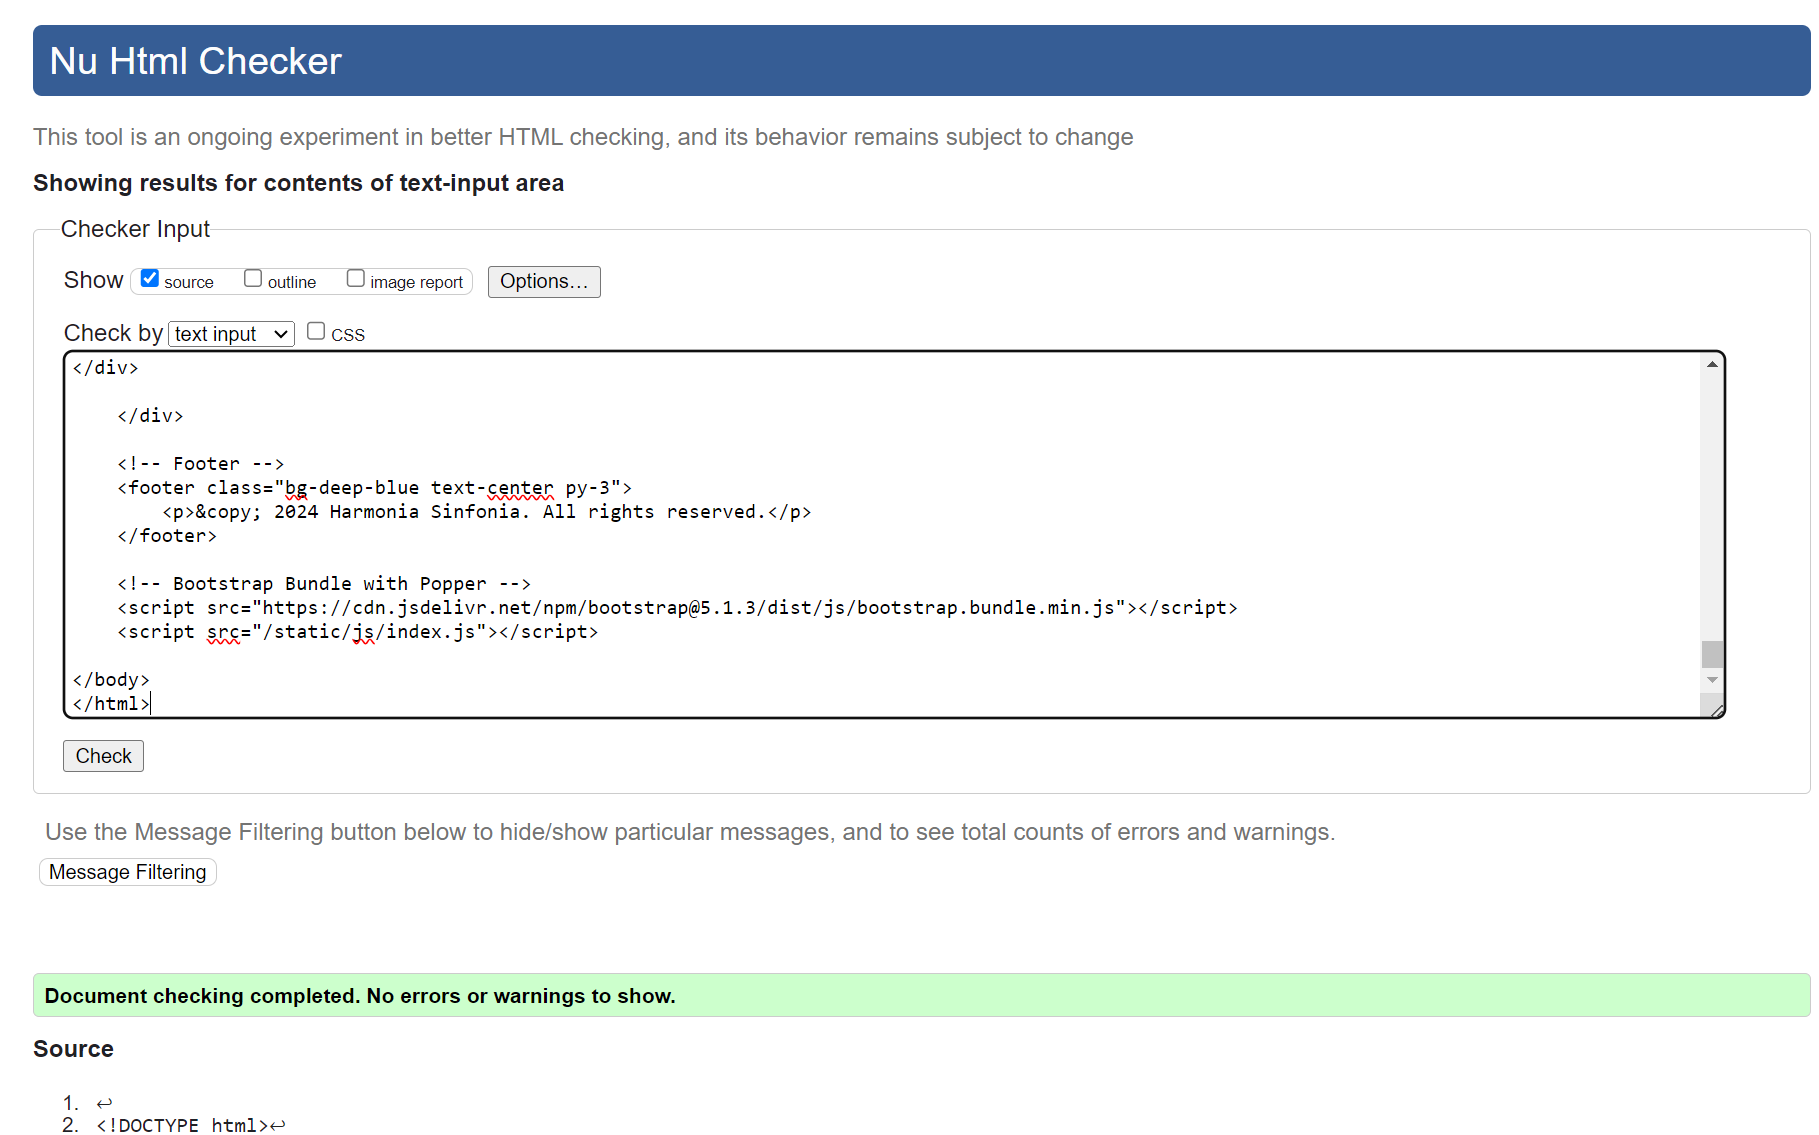 Nu Html Checker
This tool is an ongoing experiment in better HTML checking, and its behavior remains subject to change
Showing results for contents of text-input area
Checker Input
Show source outline image report Options...
Check by text input CSS
</div>
</div>
<!-- Footer -->
<footer class="bg-deep-blue text-center py-3">
<p>&copy; 2024 Harmonia Sinfonia. All rights reserved.</p>
</footer>
<!-- Bootstrap Bundle with Popper -->
<script src="https://cdn.jsdelivr.net/npm/bootstrap@5.1.3/dist/js/bootstrap.bundle.min.js"></script>
<script src="/static/js/index.js"></script>
</body>
</html>
Check
Use the Message Filtering button below to hide/show particular messages, and to see total counts of errors and warnings.
Message Filtering
Document checking completed. No errors or warnings to show.
Source
1. ↩
2. <!DOCTYPE html>↩